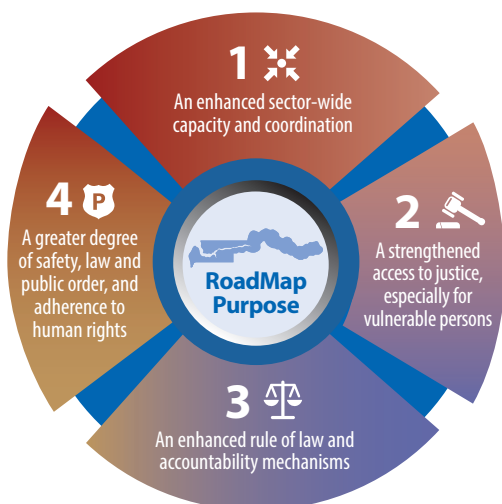 1
An enhanced sector-wide
capacity and coordination
2
A strengthened
access to justice,
especially for
vulnerable persons
3
An enhanced rule of law and
accountability mechanisms
4
P
A greater degree
of safety, law and
public order, and
adherence to
human rights
RoadMap
Purpose